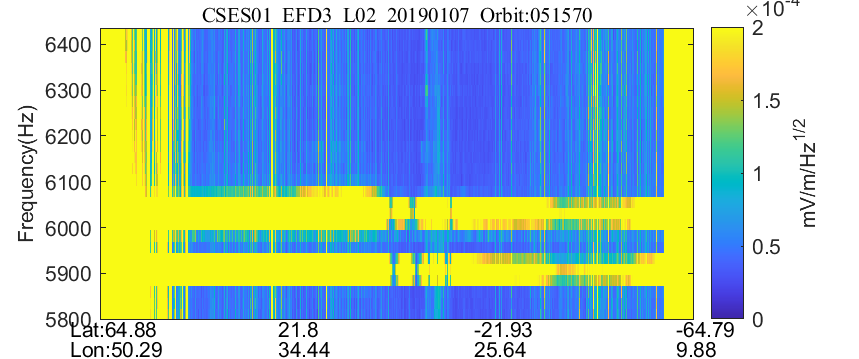 CSES01 EFD3 L02 20190107 Orbit:051570
×10⁻⁴
6400
6300
6200
6100
6000
5900
5800
Frequency(Hz)
2
1.5
1
0.5
0
mV/m/Hz^1/2
Lat:64.88 21.8 -21.93 -64.79
Lon:50.29 34.44 25.64 9.88